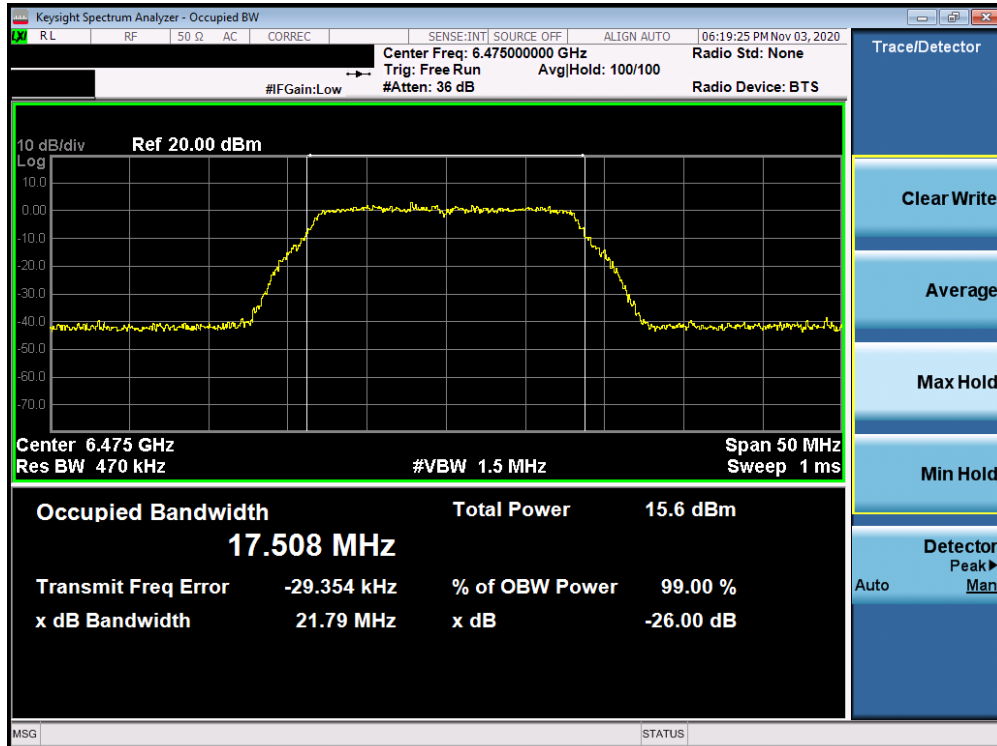 Keysight Spectrum Analyzer - Occupied BW
LXI RL RF 50 Ω AC CORREC SENSE:INT SOURCE OFF ALIGN AUTO 06:19:25 PM Nov 03, 2020
Center Freq: 6.475000000 GHz Radio Std: None
Trig: Free Run Avg|Hold: 100/100
#IFGain:Low #Atten: 36 dB Radio Device: BTS
Trace/Detector
10 dB/div Ref 20.00 dBm
Log
10.0
0.00
-10.0
-20.0
-30.0
-40.0
-50.0
-60.0
-70.0
Center 6.475 GHz Span 50 MHz
Res BW 470 kHz #VBW 1.5 MHz Sweep 1 ms
Occupied Bandwidth Total Power 15.6 dBm
17.508 MHz
Transmit Freq Error -29.354 kHz % of OBW Power 99.00 %
x dB Bandwidth 21.79 MHz x dB -26.00 dB
Clear Write
Average
Max Hold
Min Hold
Detector
Peak▶
Auto Man
MSG STATUS